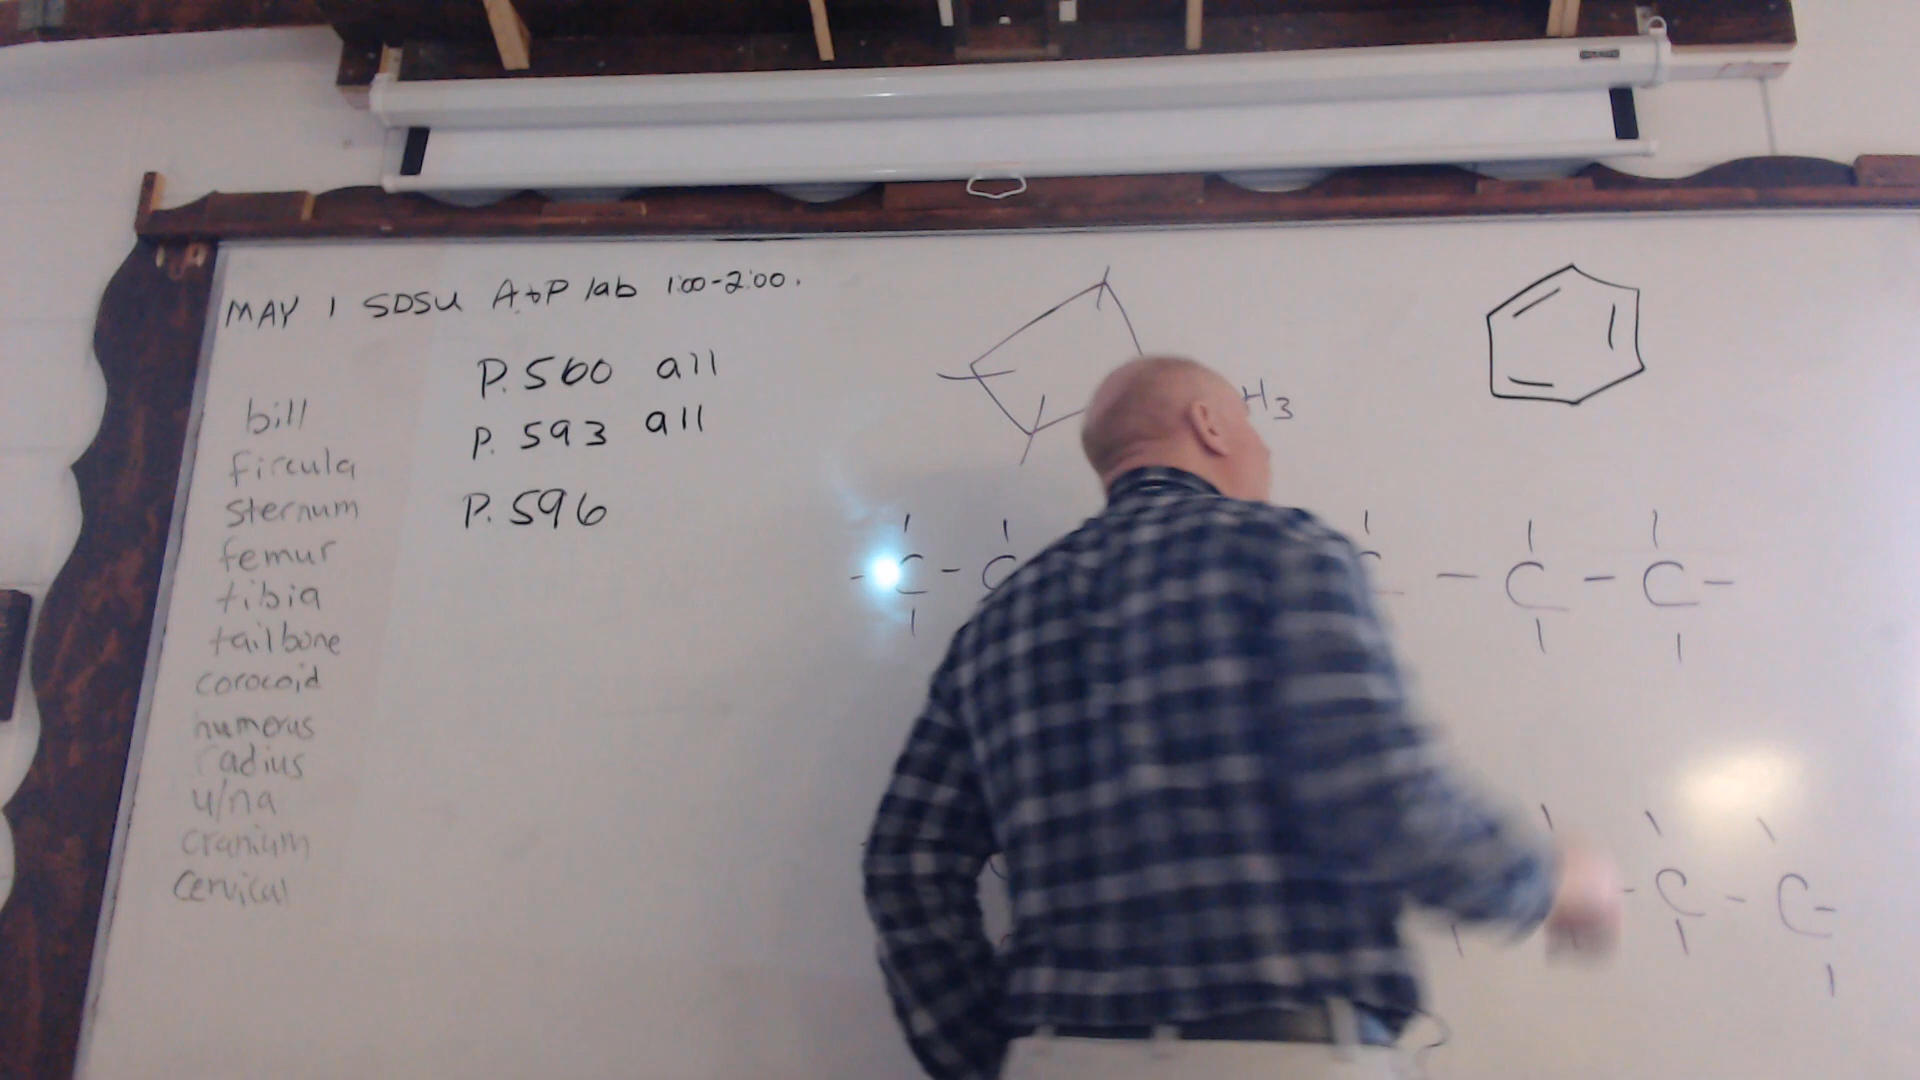 MAY 1 SDSU A+P lab 1:00-2:00.
P. 560 all
P. 593 all
P. 596
bill
fircula
sternum
femur
tibia
tailbone
corocoid
humerus
radius
ulna
cranium
cervical
H3
C - C
C - C - C -
- C - C -